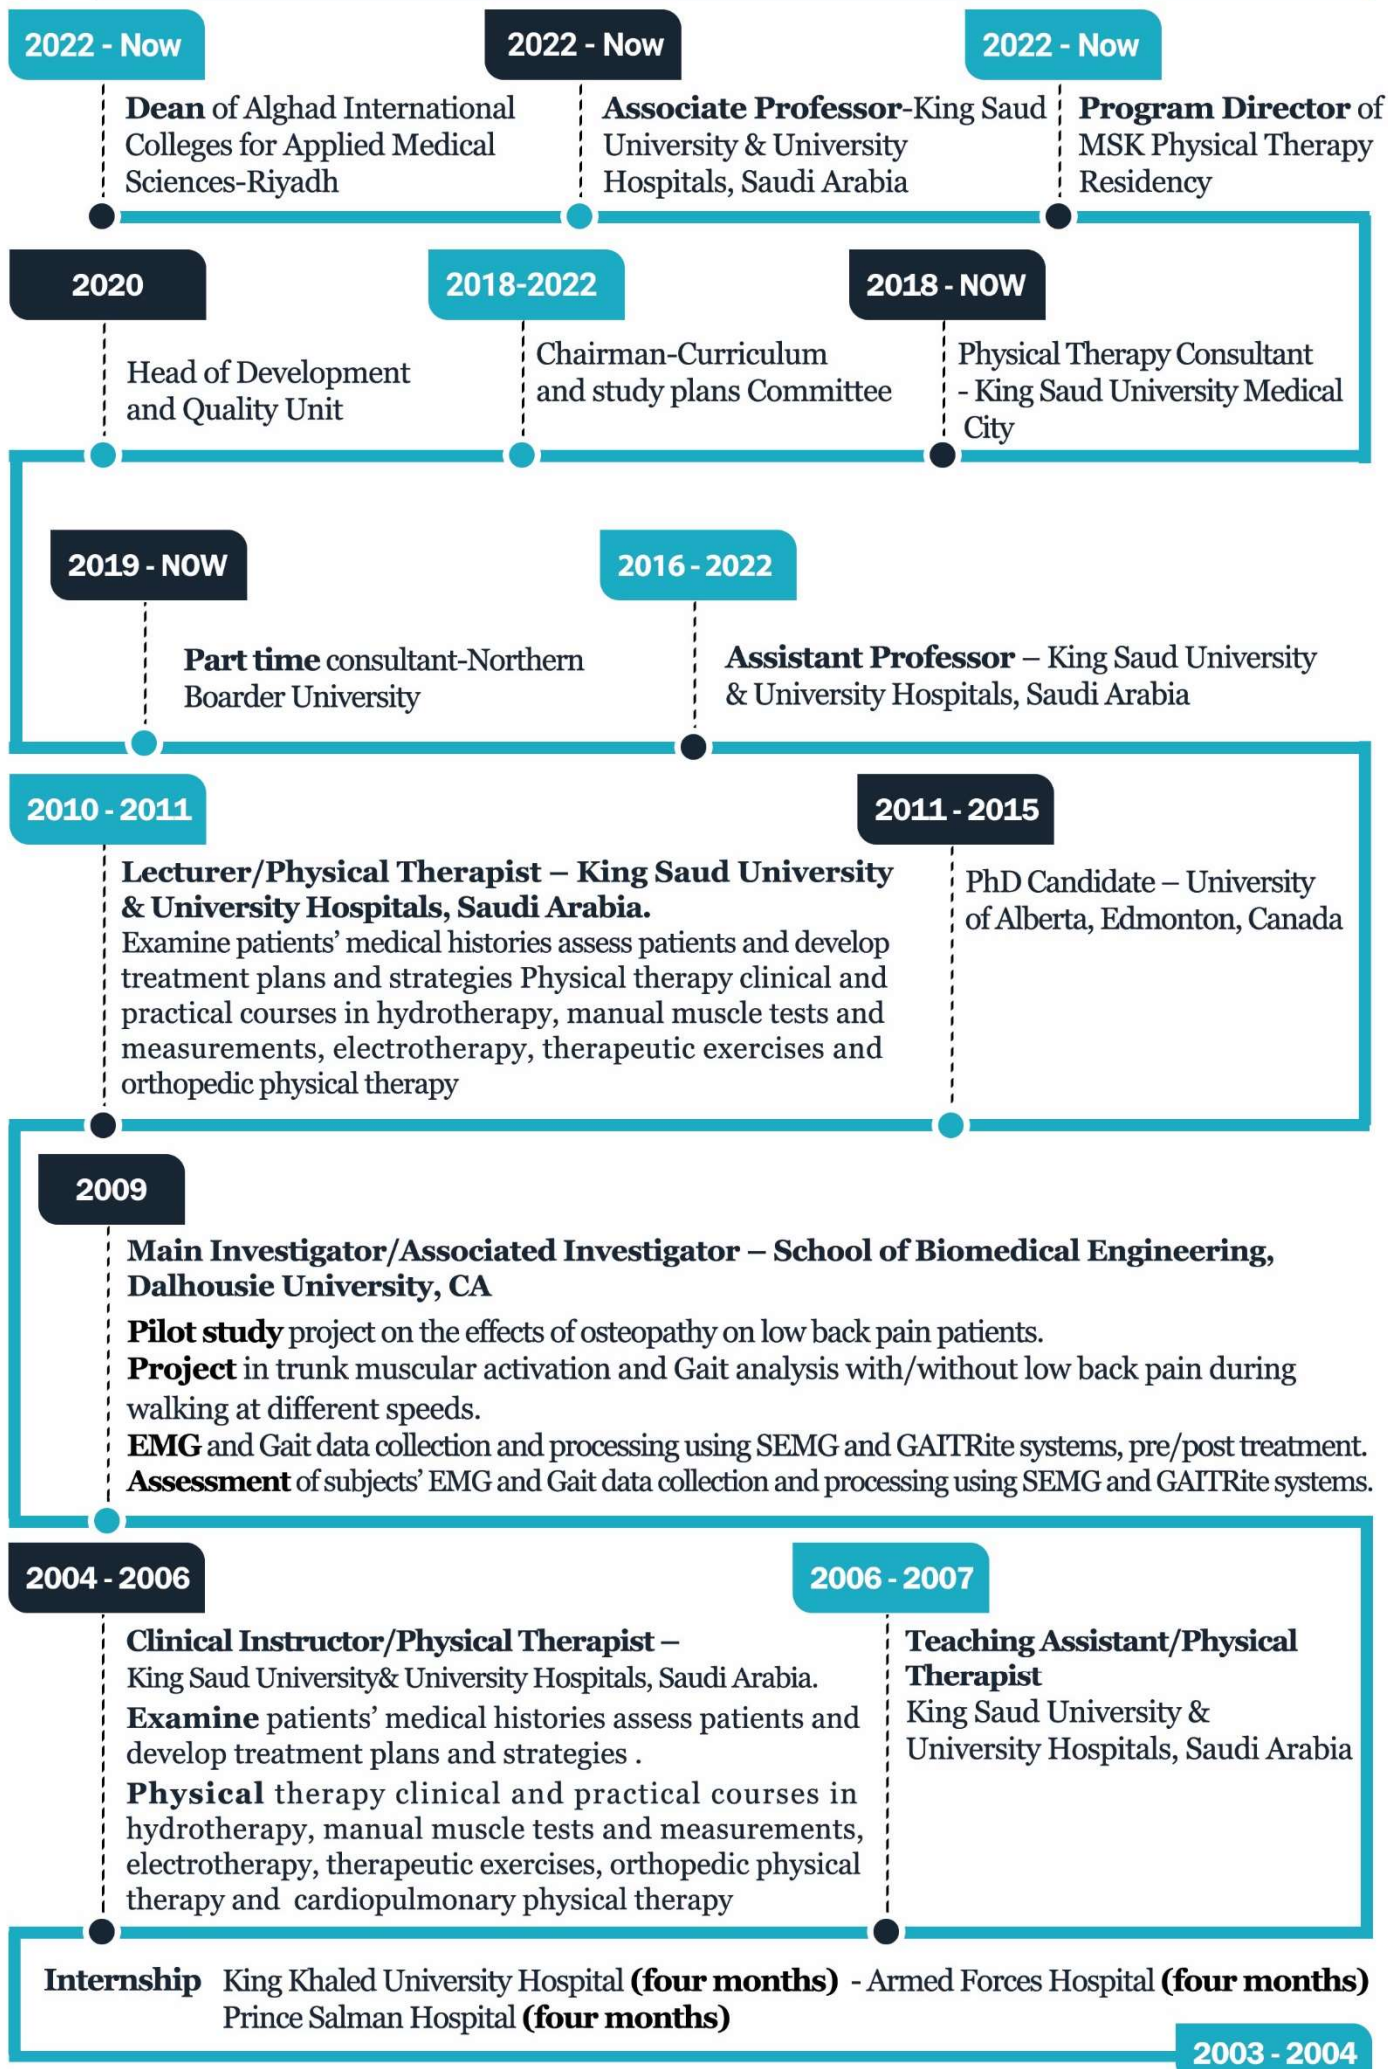 2022 - Now
Dean of Alghad International
Colleges for Applied Medical
Sciences-Riyadh
2022 - Now
Associate Professor-King Saud
University & University
Hospitals, Saudi Arabia
2022 - Now
Program Director of
MSK Physical Therapy
Residency
2020
Head of Development
and Quality Unit
2018-2022
Chairman-Curriculum
and study plans Committee
2018 - NOW
Physical Therapy Consultant
- King Saud University Medical
City
2019 - NOW
Part time consultant-Northern
Boarder University
2016 - 2022
Assistant Professor – King Saud University
& University Hospitals, Saudi Arabia
2010 - 2011
Lecturer/Physical Therapist – King Saud University
& University Hospitals, Saudi Arabia.
Examine patients’ medical histories assess patients and develop
treatment plans and strategies Physical therapy clinical and
practical courses in hydrotherapy, manual muscle tests and
measurements, electrotherapy, therapeutic exercises and
orthopedic physical therapy
2011 - 2015
PhD Candidate – University
of Alberta, Edmonton, Canada
2009
Main Investigator/Associated Investigator – School of Biomedical Engineering,
Dalhousie University, CA
Pilot study project on the effects of osteopathy on low back pain patients.
Project in trunk muscular activation and Gait analysis with/without low back pain during
walking at different speeds.
EMG and Gait data collection and processing using SEMG and GAITRite systems, pre/post treatment.
Assessment of subjects’ EMG and Gait data collection and processing using SEMG and GAITRite systems.
2004 - 2006
Clinical Instructor/Physical Therapist –
King Saud University& University Hospitals, Saudi Arabia.
Examine patients’ medical histories assess patients and
develop treatment plans and strategies .
Physical therapy clinical and practical courses in
hydrotherapy, manual muscle tests and measurements,
electrotherapy, therapeutic exercises, orthopedic physical
therapy and cardiopulmonary physical therapy
2006 - 2007
Teaching Assistant/Physical
Therapist
King Saud University &
University Hospitals, Saudi Arabia
Internship King Khaled University Hospital (four months) - Armed Forces Hospital (four months)
Prince Salman Hospital (four months)
2003 - 2004